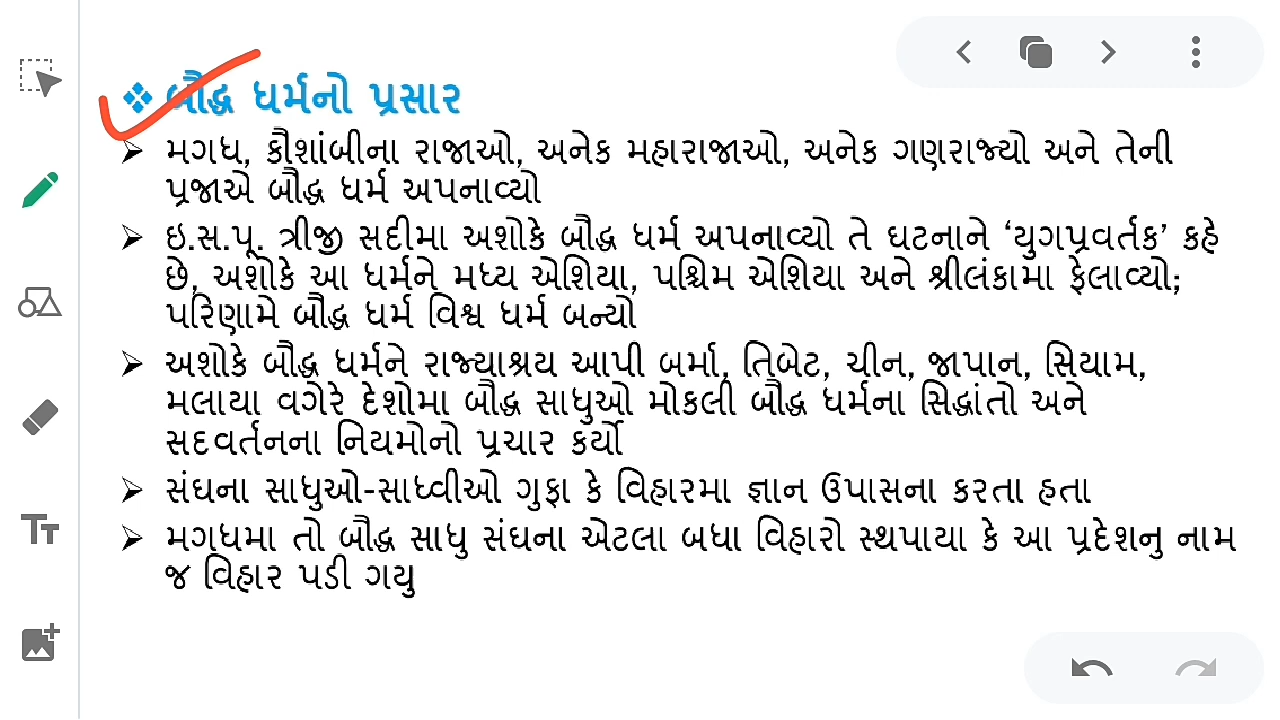 ❖ બૌદ્ધ ધર્મનો પ્રસાર
➢ મગધ, કૌશાંબીના રાજાઓ, અનેક મહારાજાઓ, અનેક ગણરાજ્યો અને તેની
પ્રજાએ બૌદ્ધ ધર્મ અપનાવ્યો
➢ ઇ.સ.પૂ. ત્રીજી સદીમા અશોકે બૌદ્ધ ધર્મ અપનાવ્યો તે ઘટનાને ‘યુગપ્રવર્તક’ કહે
છે, અશોકે આ ધર્મને મધ્ય એશિયા, પશ્ચિમ એશિયા અને શ્રીલંકામા ફેલાવ્યો;
પરિણામે બૌદ્ધ ધર્મ વિશ્વ ધર્મ બન્યો
➢ અશોકે બૌદ્ધ ધર્મને રાજ્યાશ્રય આપી બર્મા, તિબેટ, ચીન, જાપાન, સિયામ,
મલાયા વગેરે દેશોમા બૌદ્ધ સાધુઓ મોકલી બૌદ્ધ ધર્મના સિદ્ધાંતો અને
સદવર્તનના નિયમોનો પ્રચાર કર્યો
➢ સંઘના સાધુઓ-સાધ્વીઓ ગુફા કે વિહારમા જ્ઞાન ઉપાસના કરતા હતા
➢ મગધમા તો બૌદ્ધ સાધુ સંઘના એટલા બધા વિહારો સ્થપાયા કે આ પ્રદેશનુ નામ
જ વિહાર પડી ગયુ
Tт